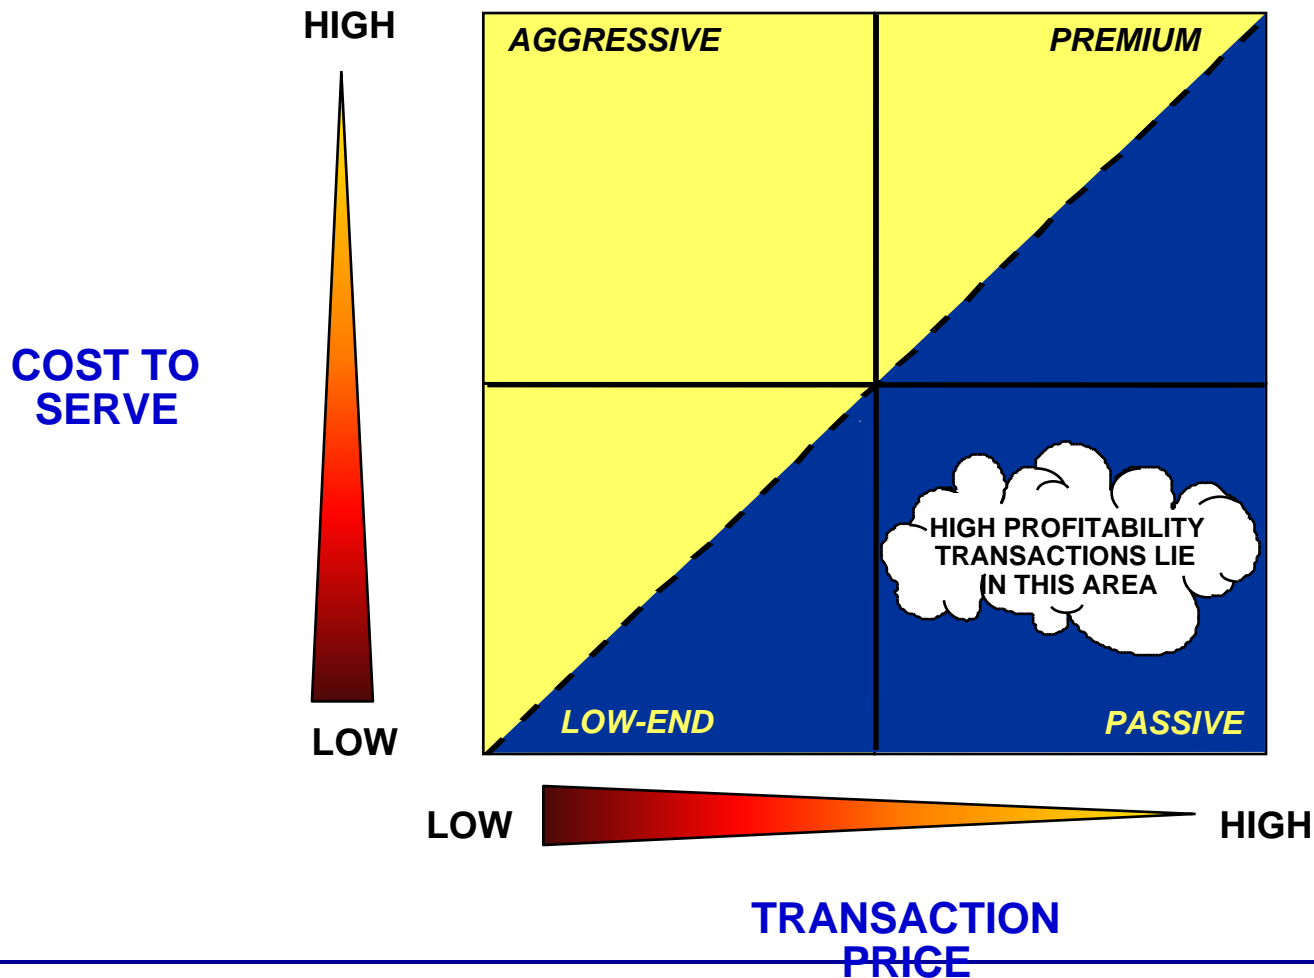 HIGH
AGGRESSIVE
PREMIUM
COST TO
SERVE
HIGH PROFITABILITY
TRANSACTIONS LIE
IN THIS AREA
LOW-END
PASSIVE
LOW
LOW
HIGH
TRANSACTION
PRICE